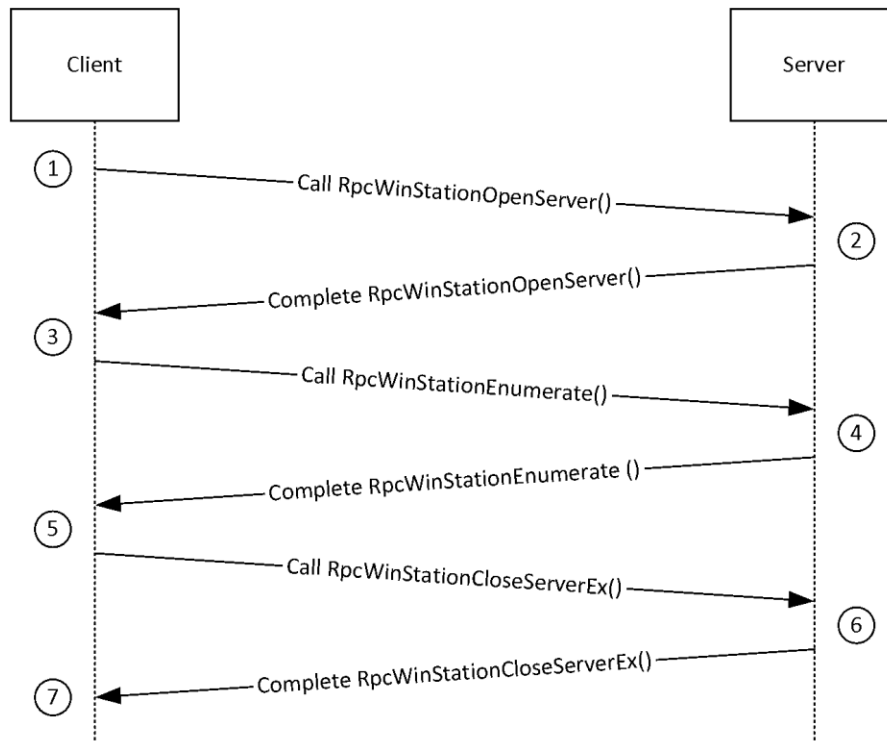 Client
Server
1
Call RpcWinStationOpenServer()
2
Complete RpcWinStationOpenServer()
3
Call RpcWinStationEnumerate()
4
Complete RpcWinStationEnumerate ()
5
Call RpcWinStationCloseServerEx()
6
Complete RpcWinStationCloseServerEx()
7